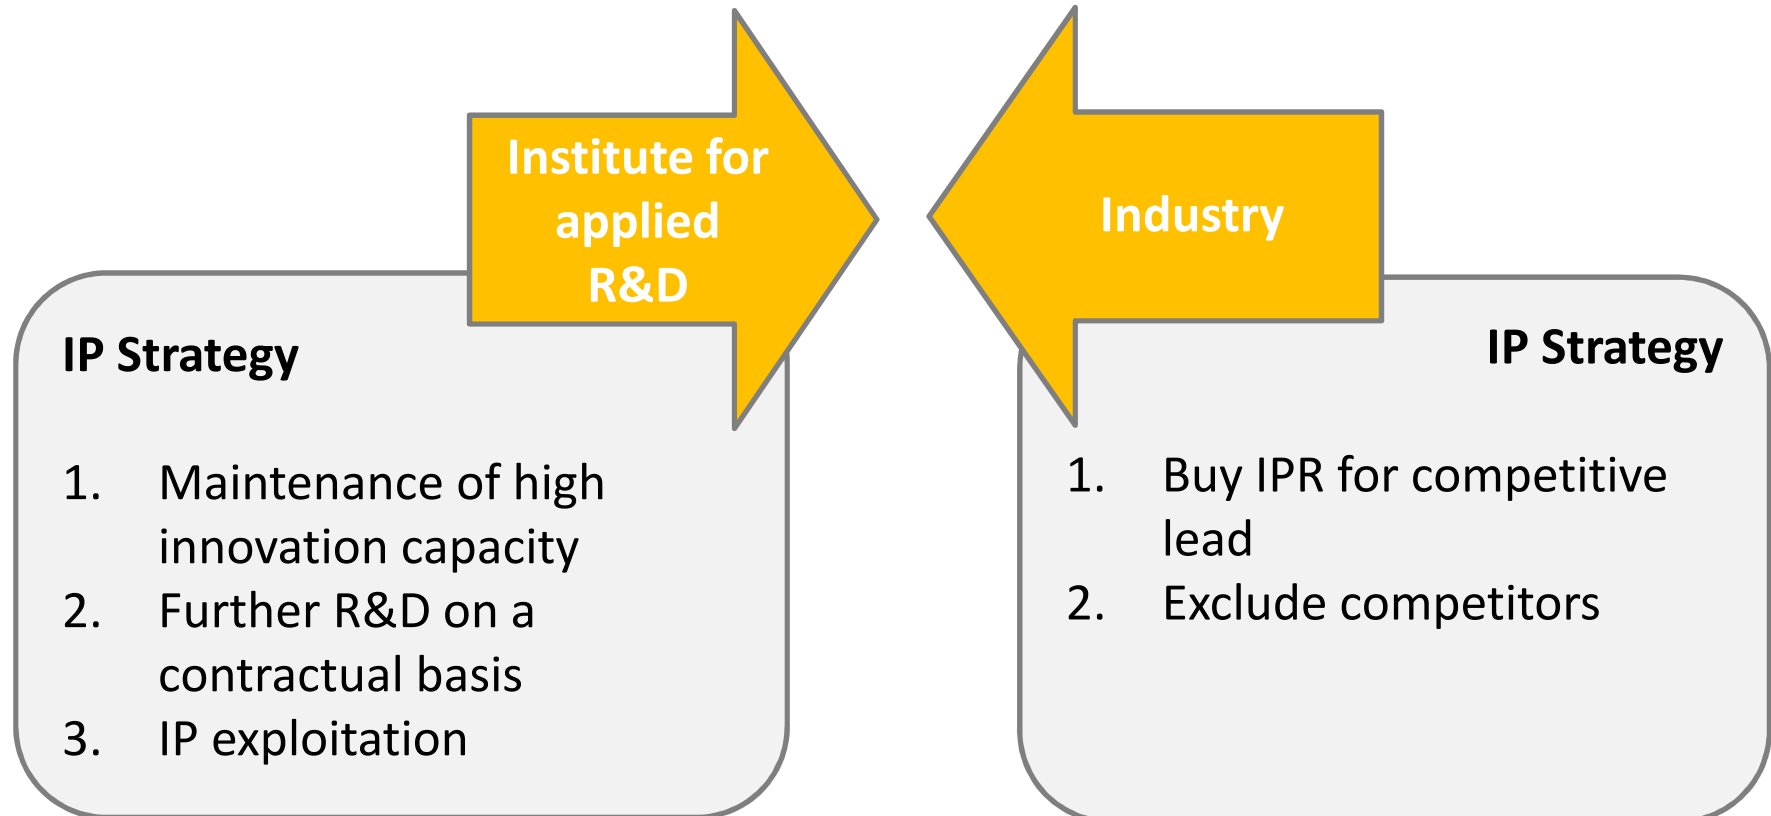 Institute for
applied
R&D
IP Strategy
1. Maintenance of high
innovation capacity
2. Further R&D on a
contractual basis
3. IP exploitation
Industry
IP Strategy
1. Buy IPR for competitive
lead
2. Exclude competitors